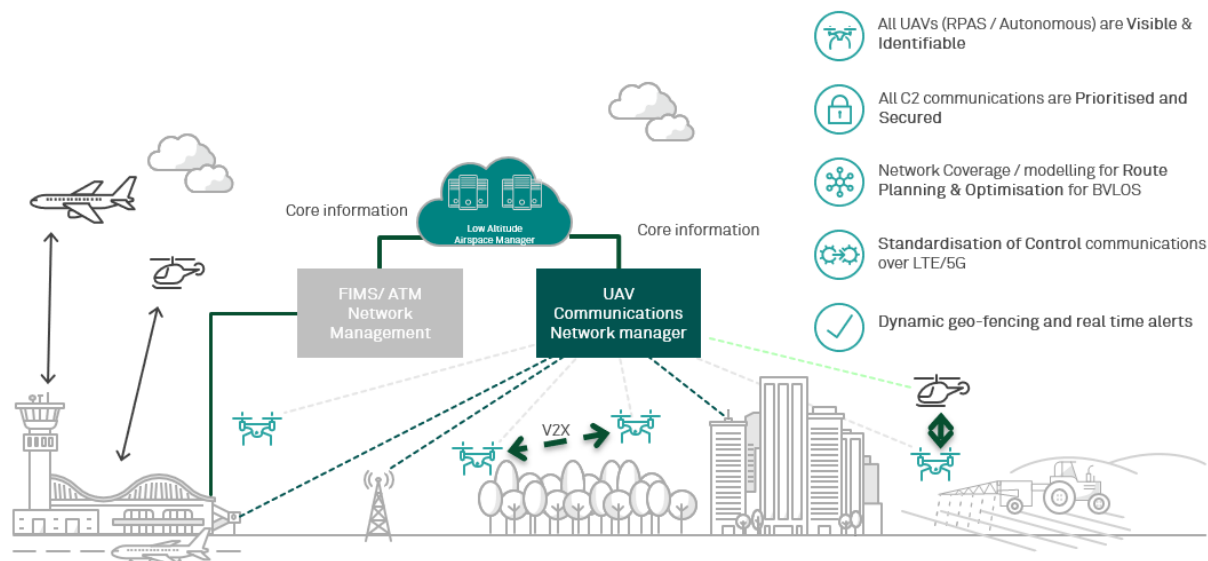 All UAVs (RPAS / Autonomous) are Visible &
Identifiable
All C2 communications are Prioritised and
Secured
Network Coverage / modelling for Route
Planning & Optimisation for BVLOS
Standardisation of Control communications
over LTE/5G
Dynamic geo-fencing and real time alerts
Core information
Low Altitude
Airspace Manager
Core information
FIMS/ ATM
Network
Management
UAV
Communications
Network manager
V2X